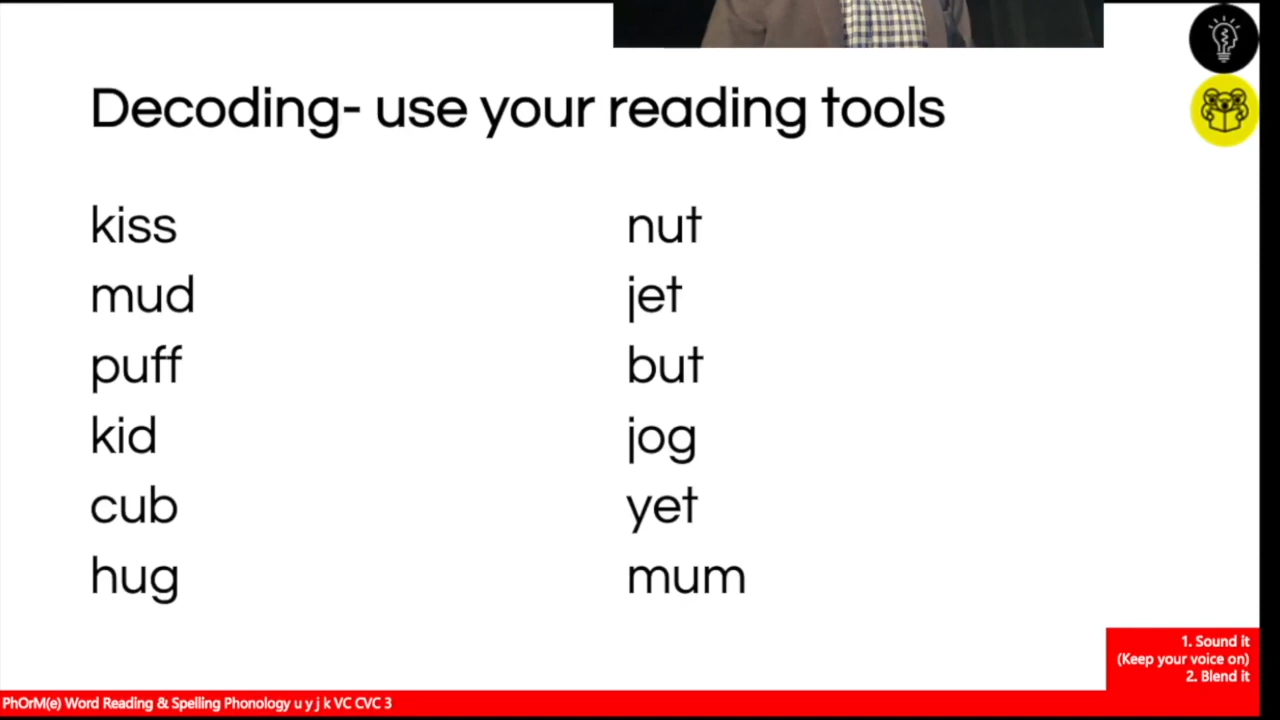 Decoding- use your reading tools
kiss
mud
puff
kid
cub
hug
nut
jet
but
jog
yet
mum
1. Sound it
(Keep your voice on)
2. Blend it
PhOrM(e) Word Reading & Spelling Phonology u y j k VC CVC 3